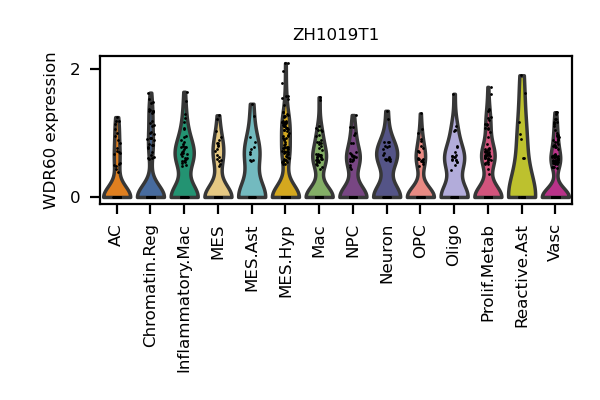 ZH1019T1
WDR60 expression
2
0
AC
Chromatin.Reg
Inflammatory.Mac
MES
MES.Ast
MES.Hyp
Mac
NPC
Neuron
OPC
Oligo
Prolif.Metab
Reactive.Ast
Vasc